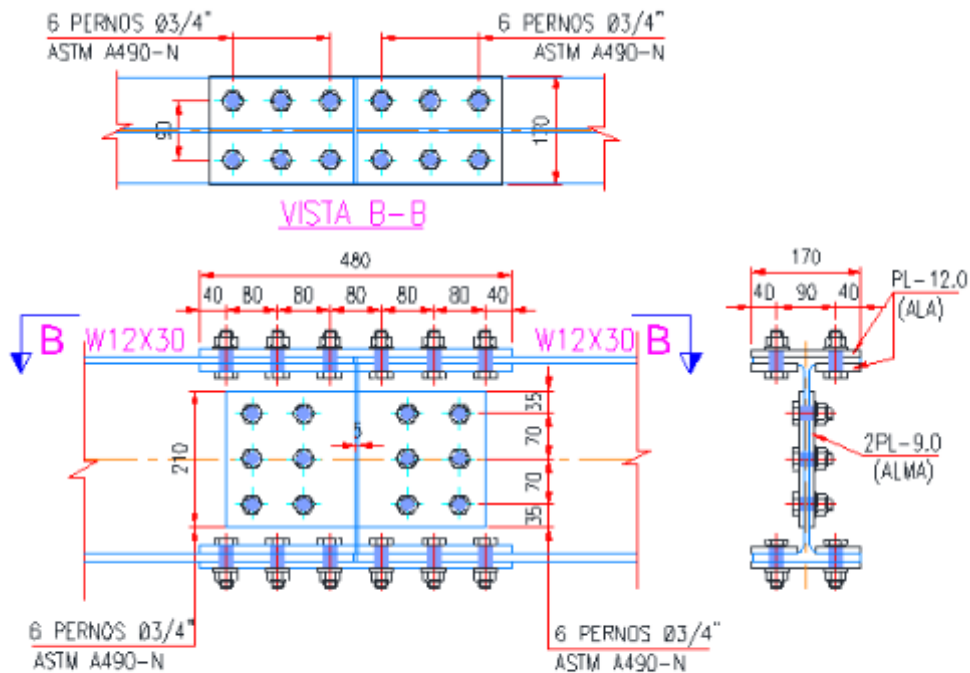 6 PERNOS Ø3/4"
ASTM A490-N
6 PERNOS Ø3/4"
ASTM A490-N
90
170
VISTA B-B
480
40 80 80 80 80 80 40
170
40 90 40
PL-12.0
(ALA)
B W12X30
W12X30 B
35
5
210
70
70
35
2PL-9.0
(ALMA)
6 PERNOS Ø3/4"
ASTM A490-N
6 PERNOS Ø3/4"
ASTM A490-N